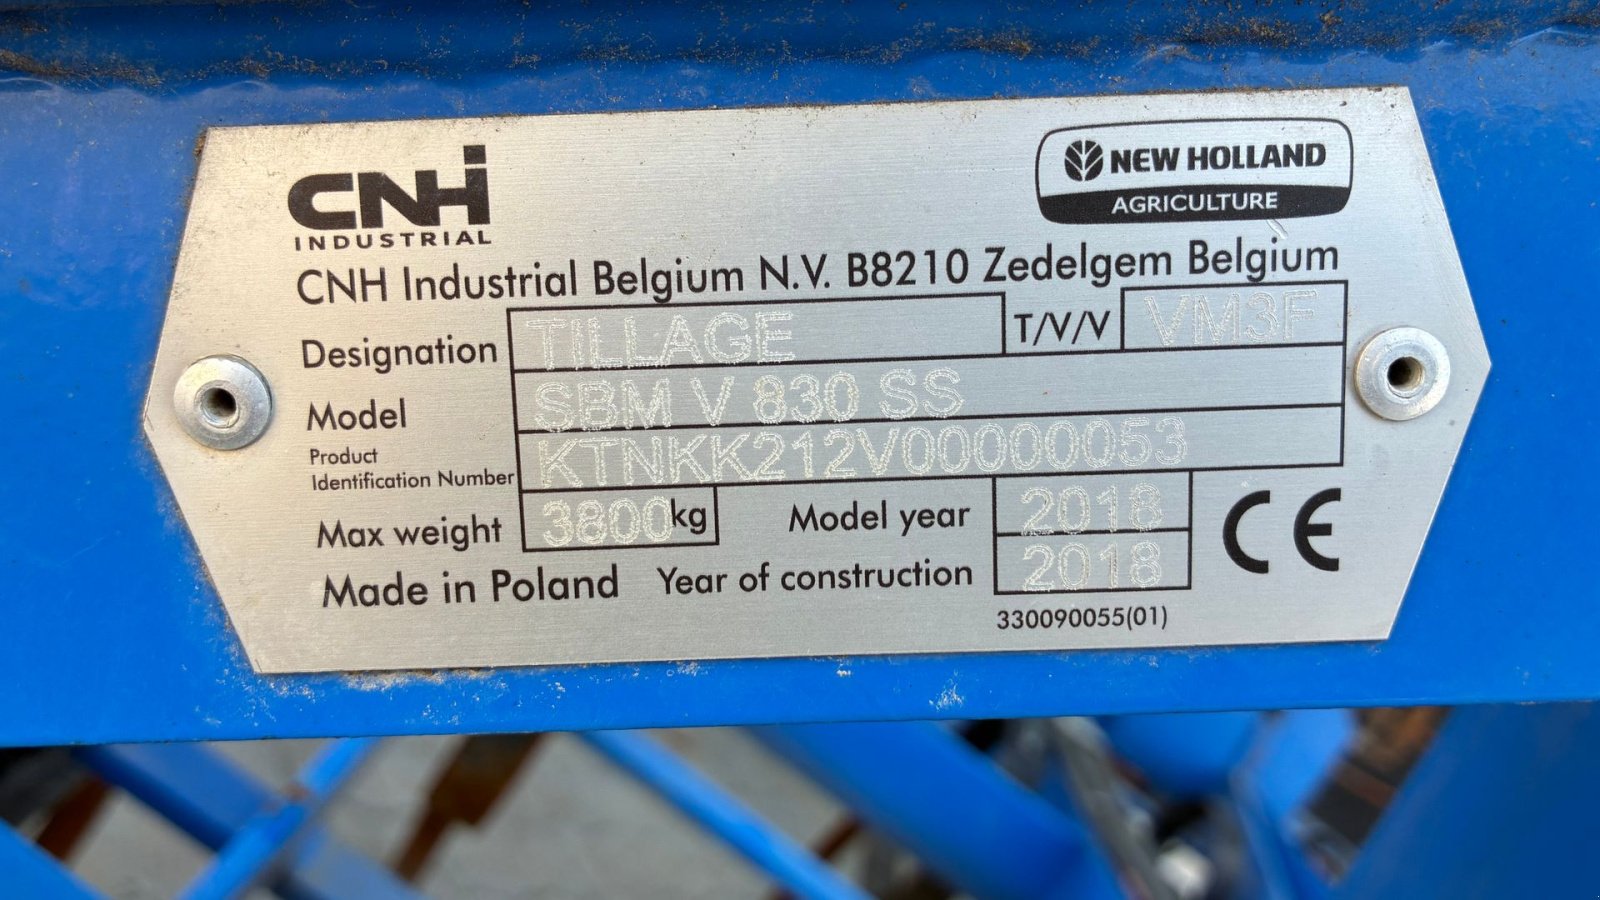 CNH
INDUSTRIAL
NEW HOLLAND
AGRICULTURE
CNH Industrial Belgium N.V. B8210 Zedelgem Belgium
Designation TILLAGE T/V/V VM3F
Model SBM V 830 SS
Product
Identification Number KTNKK212V00000053
Max weight 3800kg Model year 2018
Made in Poland Year of construction 2018
CE
330090055(01)